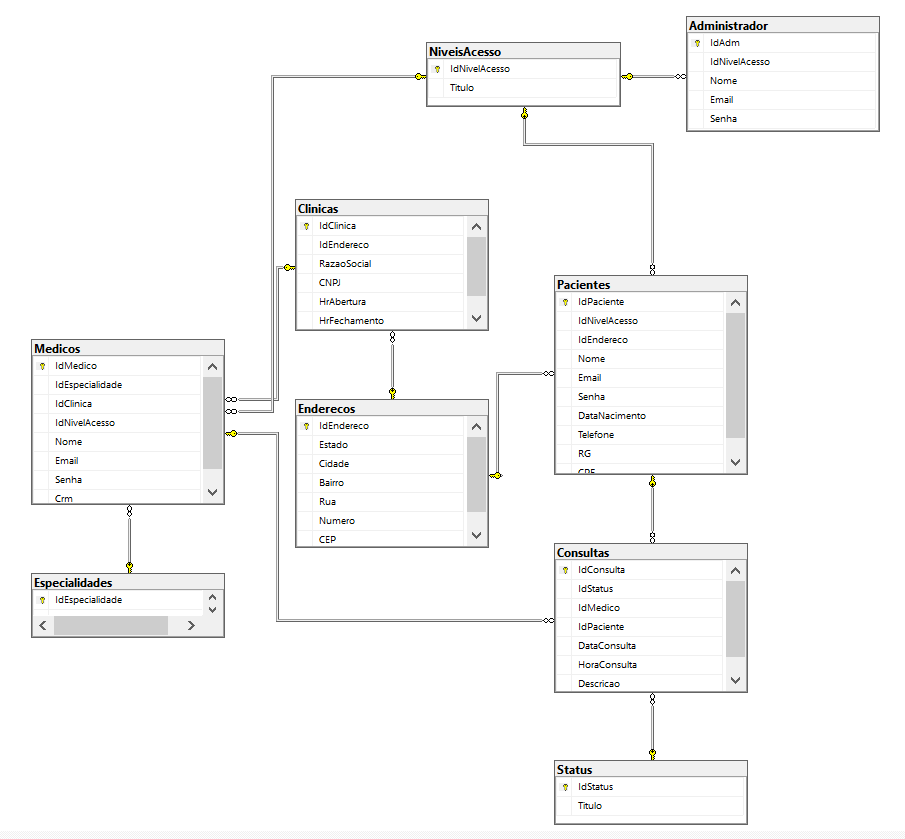 Administrador
IdAdm
IdNivelAcesso
Nome
Email
Senha
NiveisAcesso
IdNivelAcesso
Titulo
Clinicas
IdClinica
IdEndereco
RazaoSocial
CNPJ
HrAbertura
HrFechamento
Pacientes
IdPaciente
IdNivelAcesso
IdEndereco
Nome
Email
Senha
DataNacimento
Telefone
RG
CPF
Medicos
IdMedico
IdEspecialidade
IdClinica
IdNivelAcesso
Nome
Email
Senha
Crm
Enderecos
IdEndereco
Estado
Cidade
Bairro
Rua
Numero
CEP
Especialidades
IdEspecialidade
Consultas
IdConsulta
IdStatus
IdMedico
IdPaciente
DataConsulta
HoraConsulta
Descricao
Status
IdStatus
Titulo